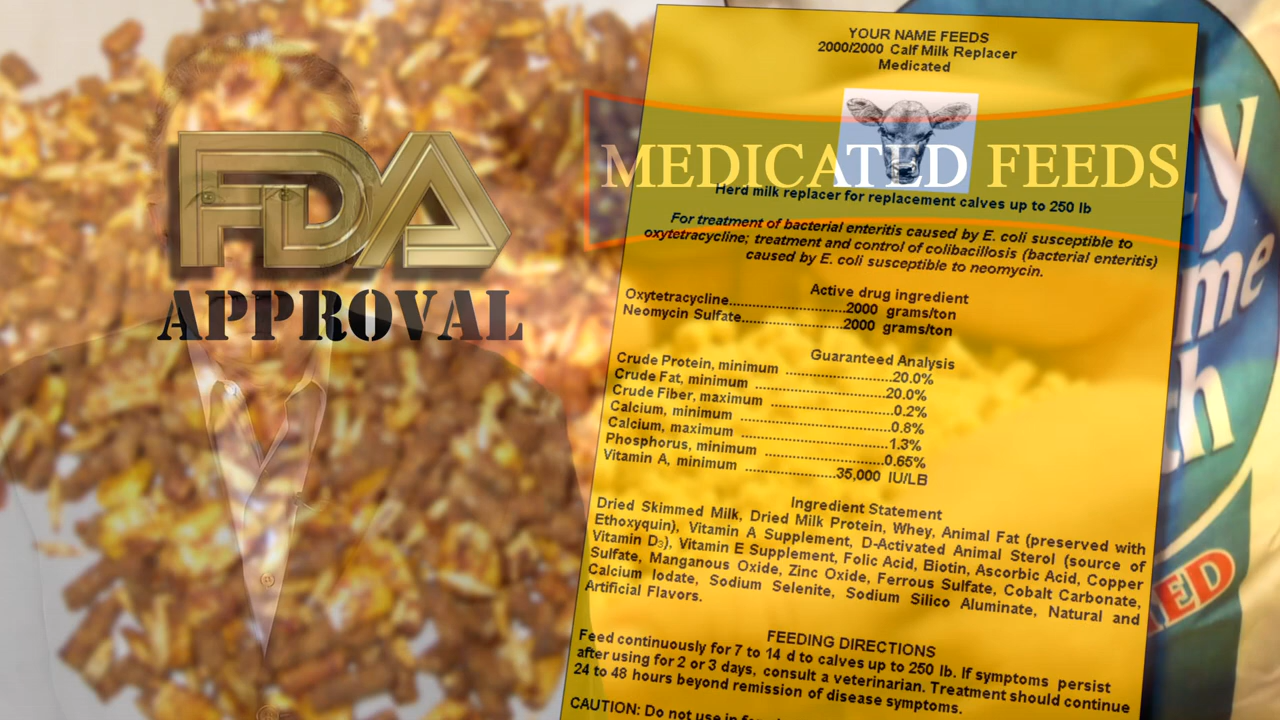 FDA
APPROVAL
YOUR NAME FEEDS
2000/2000 Calf Milk Replacer
Medicated
MEDICATED FEEDS
Herd milk replacer for replacement calves up to 250 lb
For treatment of bacterial enteritis caused by E. coli susceptible to
oxytetracycline; treatment and control of colibacillosis (bacterial enteritis)
caused by E. coli susceptible to neomycin.
Active drug ingredient
Oxytetracycline..............................2000 grams/ton
Neomycin Sulfate..........................2000 grams/ton
Guaranteed Analysis
Crude Protein, minimum ...........................20.0%
Crude Fat, minimum .................................20.0%
Crude Fiber, maximum ...............................0.2%
Calcium, minimum ......................................0.8%
Calcium, maximum .....................................1.3%
Phosphorus, minimum ..............................0.65%
Vitamin A, minimum .......................35,000 IU/LB
Ingredient Statement
Dried Skimmed Milk, Dried Milk Protein, Whey, Animal Fat (preserved with
Ethoxyquin), Vitamin A Supplement, D-Activated Animal Sterol (source of
Vitamin D3), Vitamin E Supplement, Folic Acid, Biotin, Ascorbic Acid, Copper
Sulfate, Manganous Oxide, Zinc Oxide, Ferrous Sulfate, Cobalt Carbonate,
Calcium Iodate, Sodium Selenite, Sodium Silico Aluminate, Natural and
Artificial Flavors.
FEEDING DIRECTIONS
Feed continuously for 7 to 14 d to calves up to 250 lb. If symptoms persist
after using for 2 or 3 days, consult a veterinarian. Treatment should continue
24 to 48 hours beyond remission of disease symptoms.
CAUTION: Do not use in